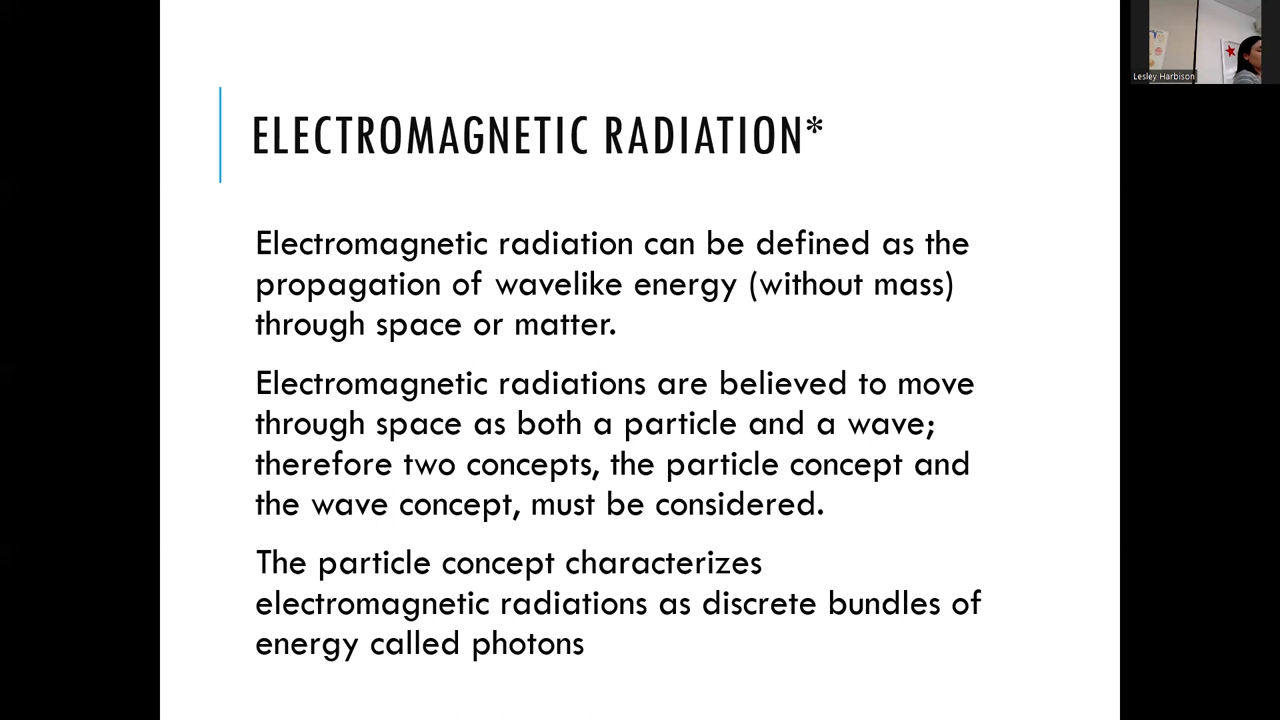 ELECTROMAGNETIC RADIATION*
Electromagnetic radiation can be defined as the
propagation of wavelike energy (without mass)
through space or matter.
Electromagnetic radiations are believed to move
through space as both a particle and a wave;
therefore two concepts, the particle concept and
the wave concept, must be considered.
The particle concept characterizes
electromagnetic radiations as discrete bundles of
energy called photons
Lesley Harbison